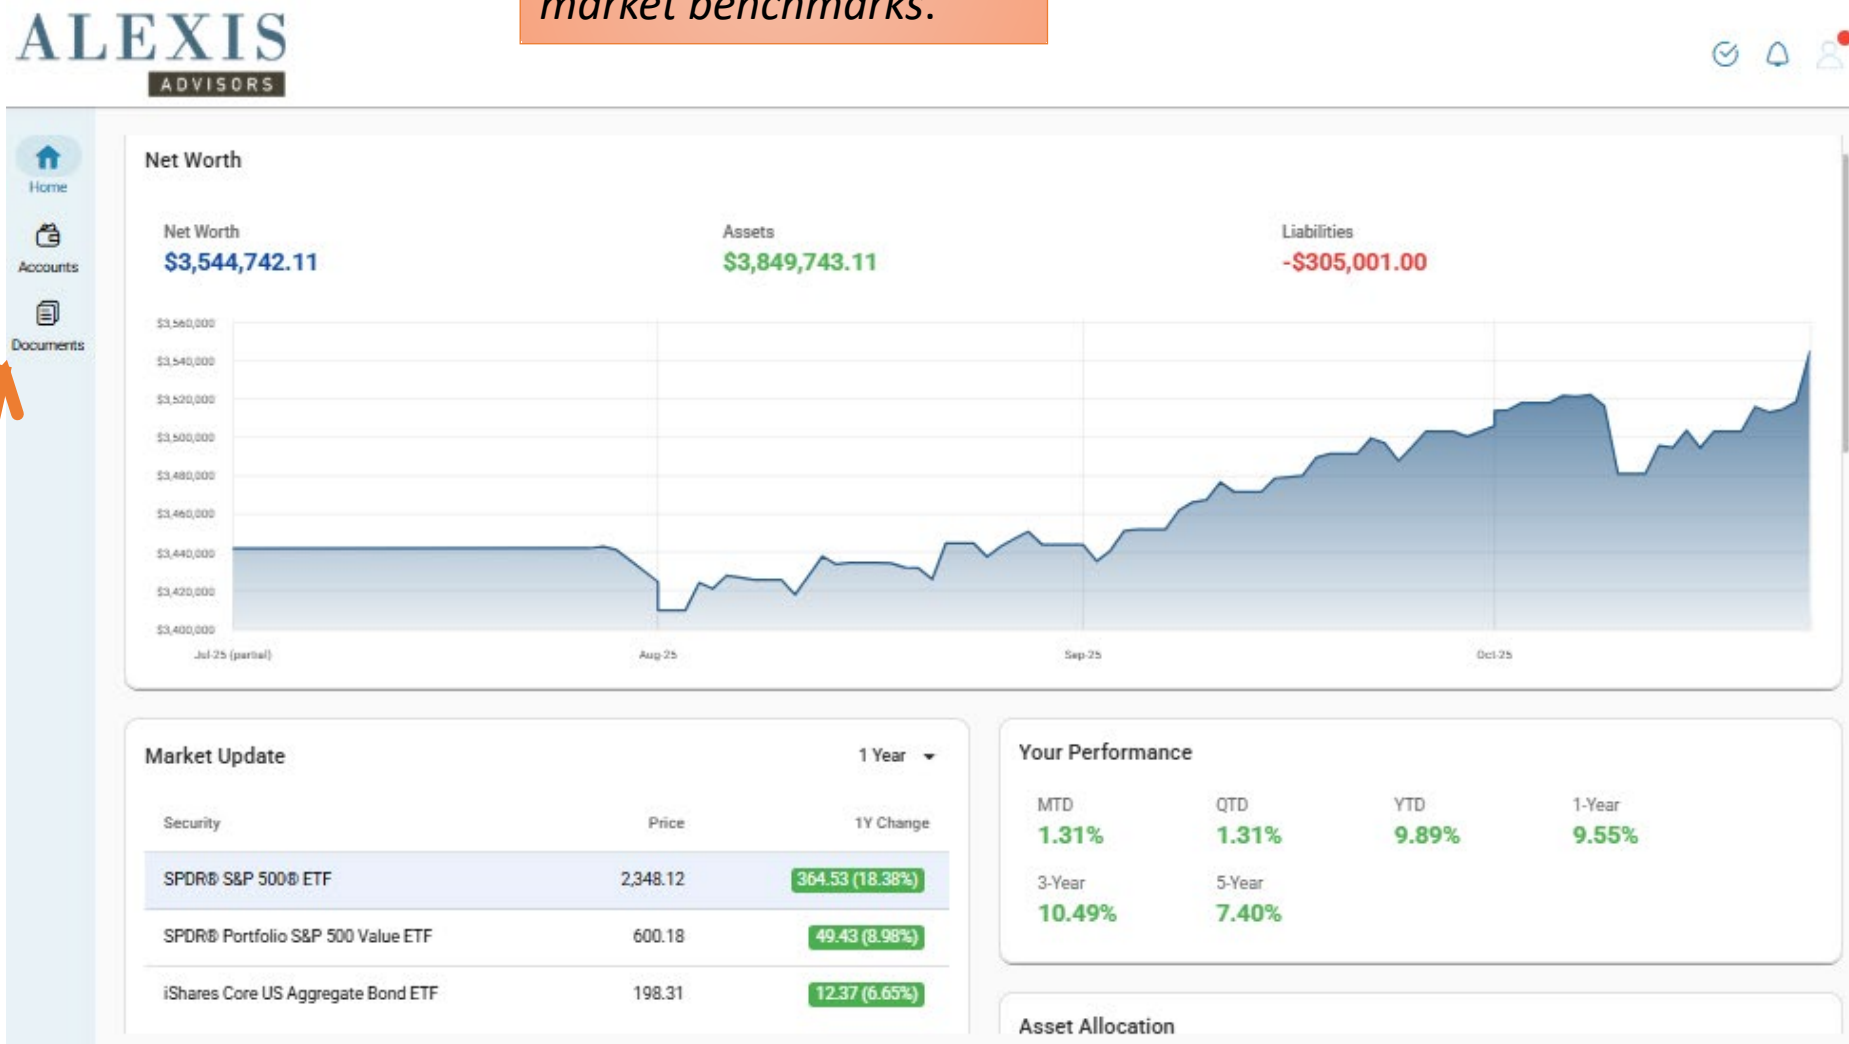 market benchmarks.
ALEXIS
ADVISORS
Home
Accounts
Documents
Net Worth
Net Worth Assets Liabilities
$3,544,742.11 $3,849,743.11 -$305,001.00
$3,560,000
$3,540,000
$3,520,000
$3,500,000
$3,480,000
$3,460,000
$3,440,000
$3,420,000
$3,400,000
Jul-25 (partial) Aug-25 Sep-25 Oct-25
Market Update 1 Year
Security Price 1Y Change
SPDR® S&P 500® ETF 2,348.12 364.53 (18.38%)
SPDR® Portfolio S&P 500 Value ETF 600.18 49.43 (8.98%)
iShares Core US Aggregate Bond ETF 198.31 12.37 (6.65%)
Your Performance
MTD QTD YTD 1-Year
1.31% 1.31% 9.89% 9.55%
3-Year 5-Year
10.49% 7.40%
Asset Allocation